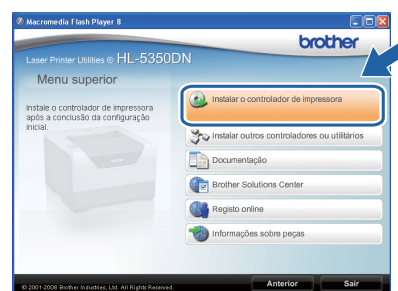 Macromedia Flash Player 8
brother
Laser Printer Utilities ® HL-5350DN
Menu superior
Instale o controlador de impressora
após a conclusão da configuração
inicial.
Instalar o controlador de impressora
Instalar outros controladores ou utilitários
Documentação
Brother Solutions Center
Registo online
Informações sobre peças
© 2001-2008 Brother Industries, Ltd. All Rights Reserved.
Anterior
Sair